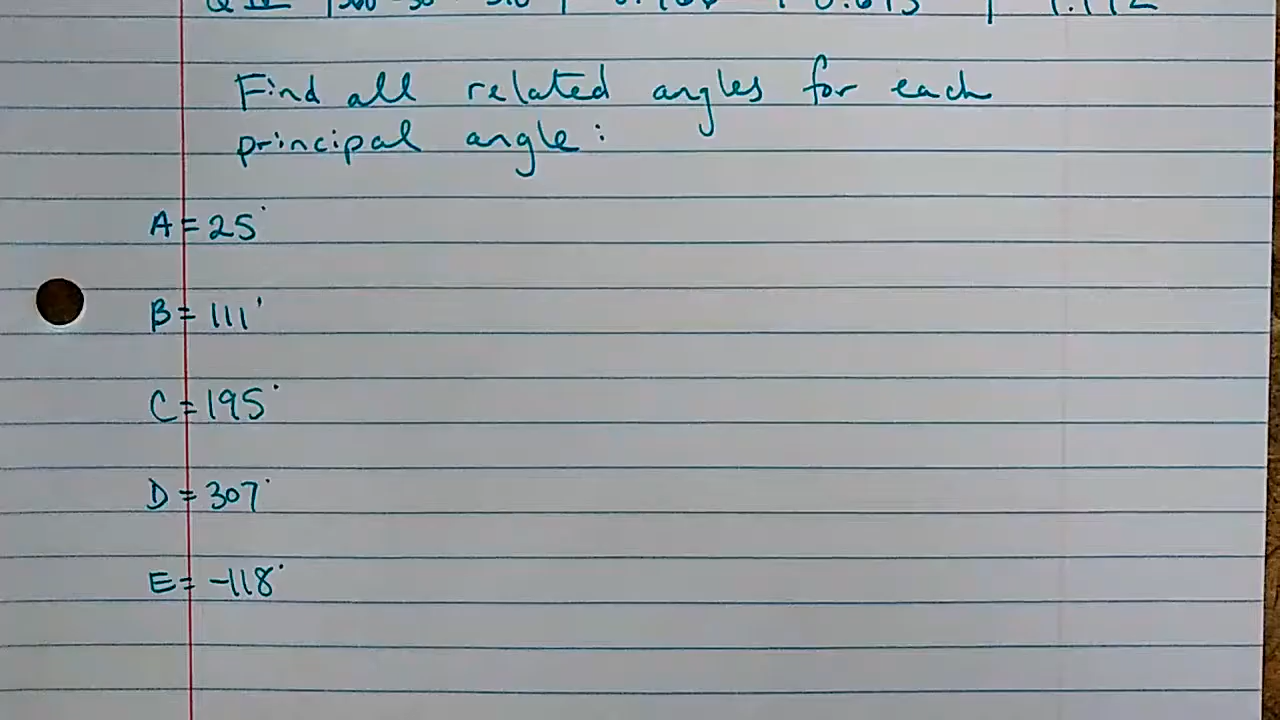 Find all related angles for each
principal angle:
A = 25°
B = 111°
C = 195°
D = 307°
E = -118°